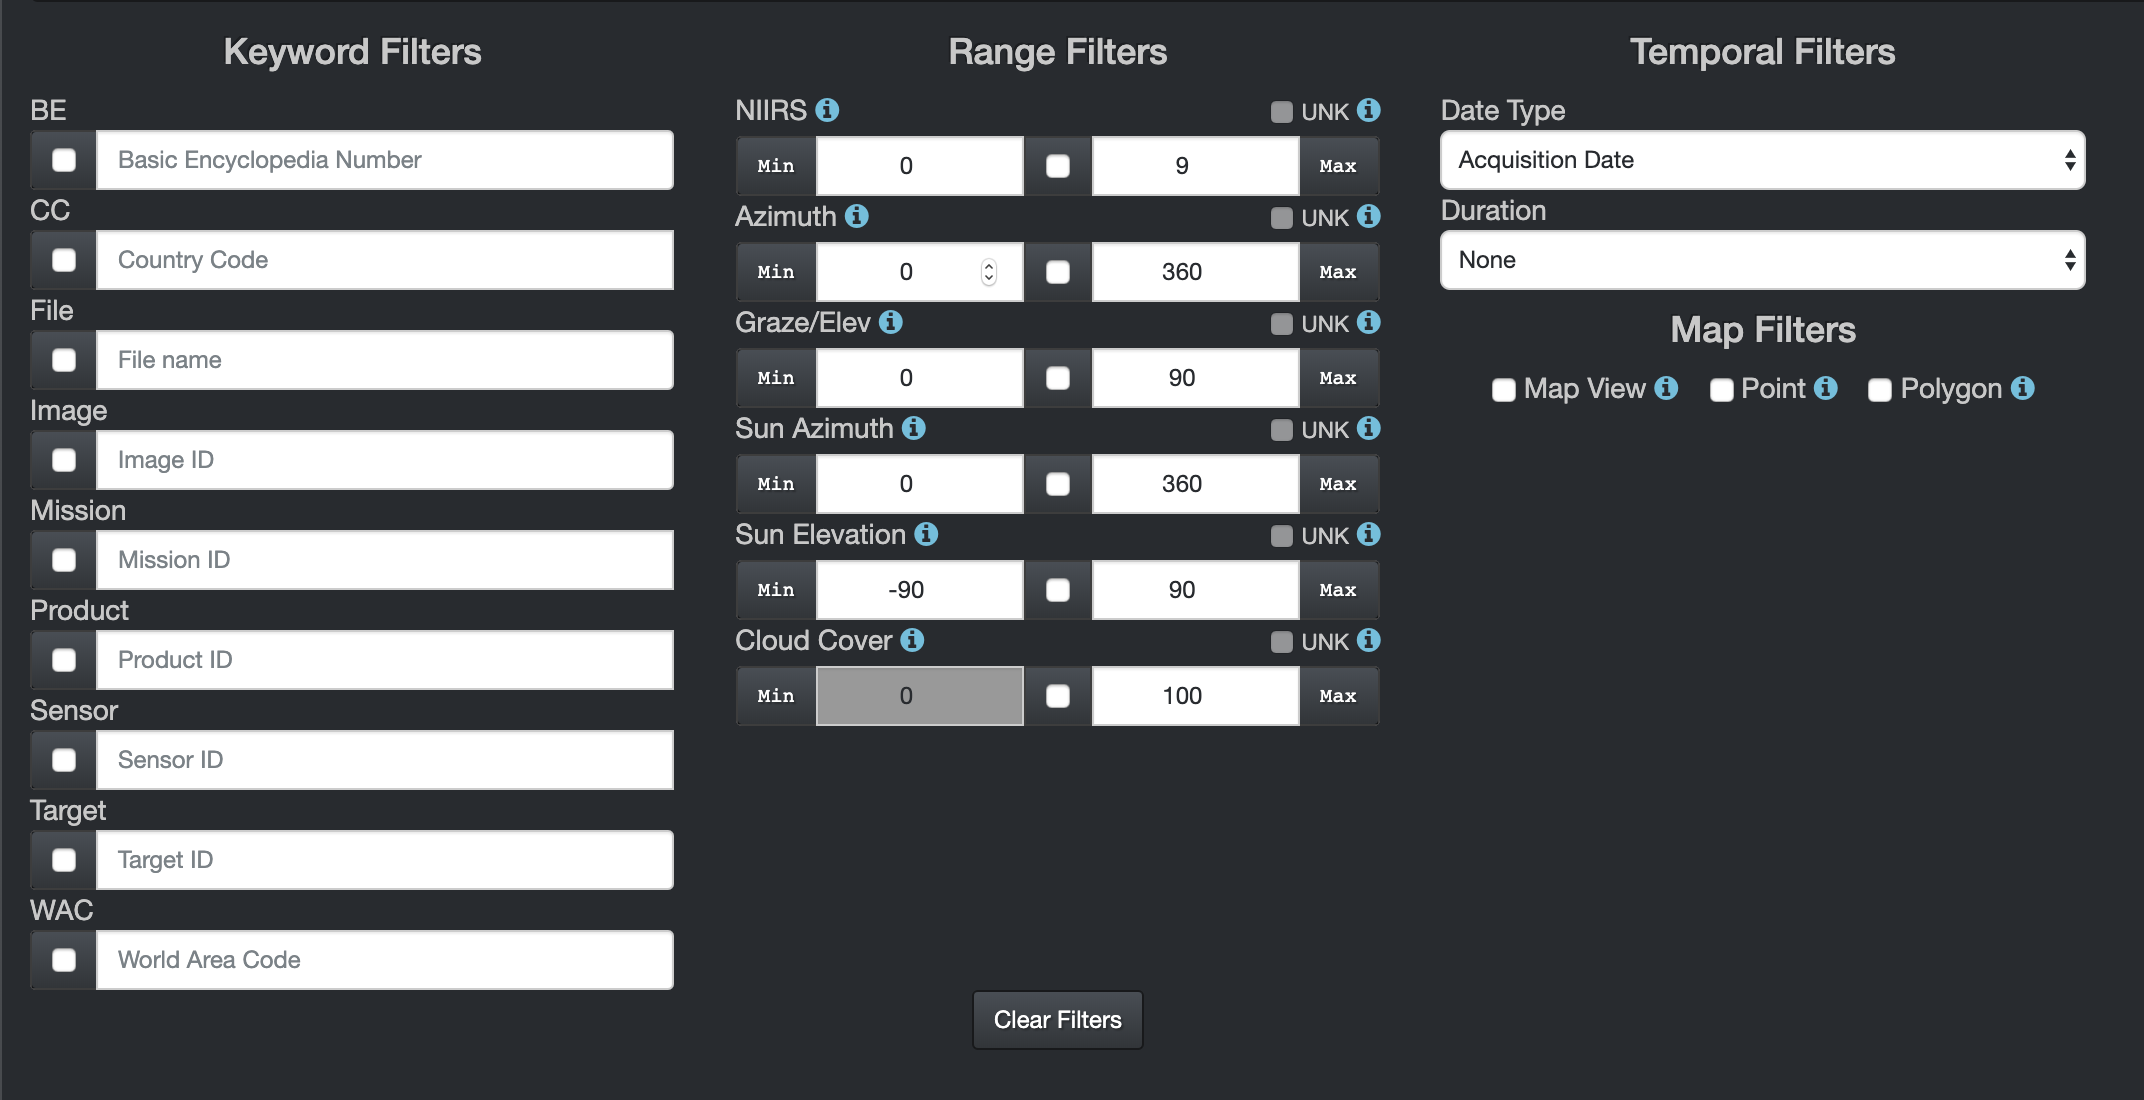 Keyword Filters
BE
Basic Encyclopedia Number
CC
Country Code
File
File name
Image
Image ID
Mission
Mission ID
Product
Product ID
Sensor
Sensor ID
Target
Target ID
WAC
World Area Code
Range Filters
NIIRS UNK
Min 0 9 Max
Azimuth UNK
Min 0 360 Max
Graze/Elev UNK
Min 0 90 Max
Sun Azimuth UNK
Min 0 360 Max
Sun Elevation UNK
Min -90 90 Max
Cloud Cover UNK
Min 0 100 Max
Clear Filters
Temporal Filters
Date Type
Acquisition Date
Duration
None
Map Filters
Map View Point Polygon